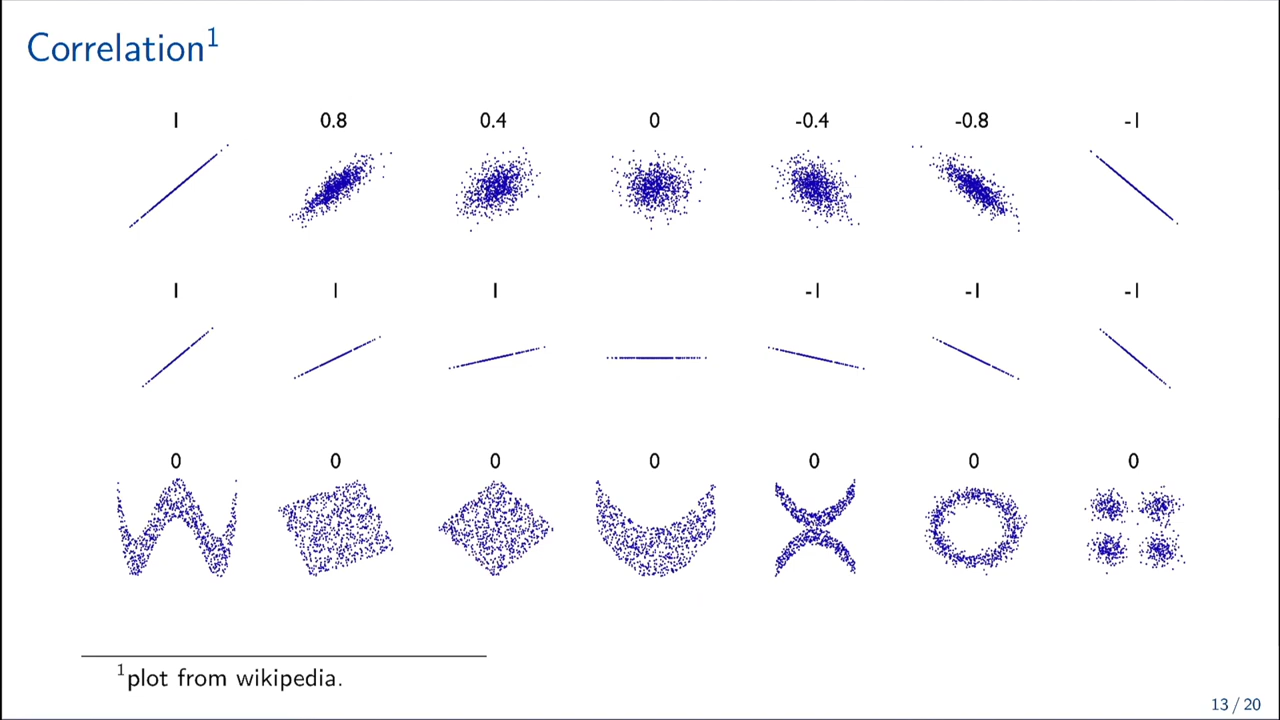 Correlation¹
1 0.8 0.4 0 -0.4 -0.8 -1
1 1 1 -1 -1 -1
0 0 0 0 0 0 0
¹plot from wikipedia.
13 / 20